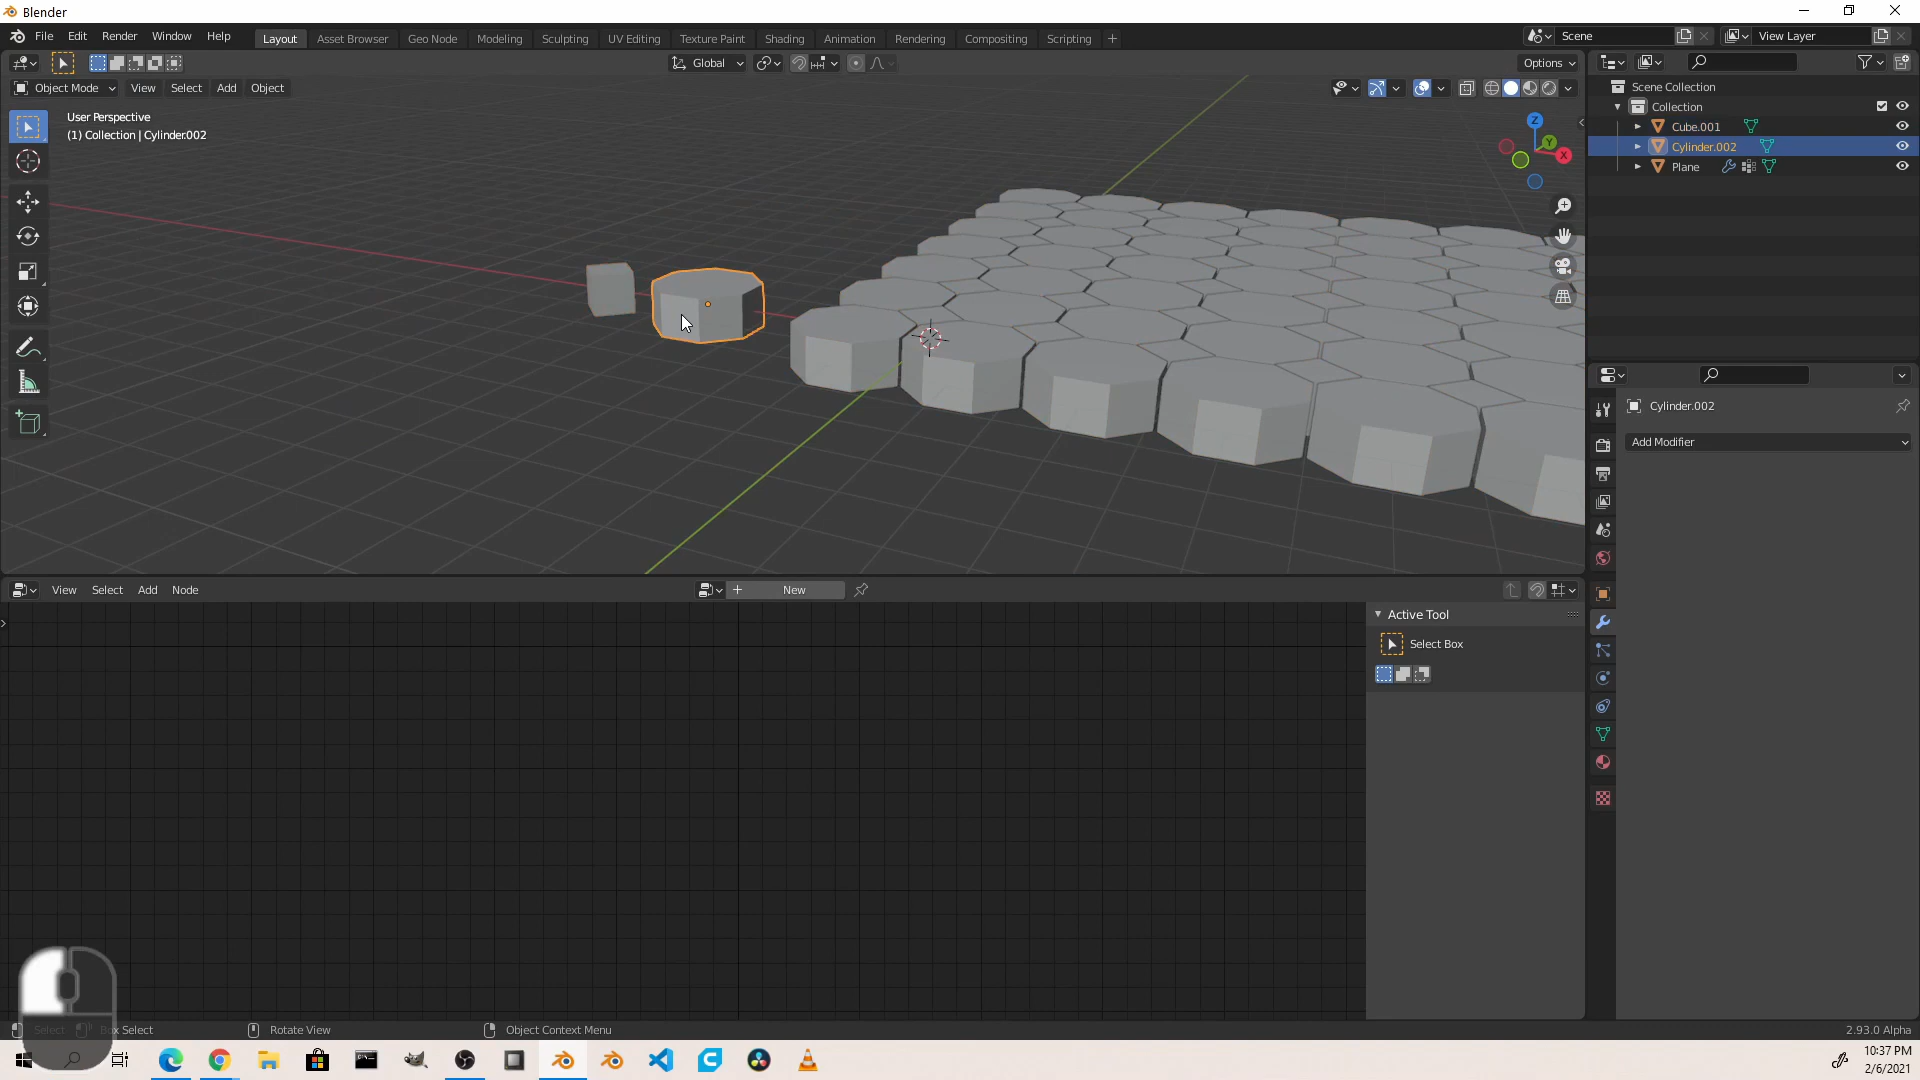 Blender
File Edit Render Window Help
Layout Asset Browser Geo Node Modeling Sculpting UV Editing Texture Paint Shading Animation Rendering Compositing Scripting
Scene
View Layer
Global
Options
Object Mode View Select Add Object
User Perspective
(1) Collection | Cylinder.002
Z
Y
X
Scene Collection
Collection
Cube.001
Cylinder.002
Plane
Cylinder.002
Add Modifier
View Select Add Node
New
Active Tool
Select Box
Select
Box Select
Rotate View
Object Context Menu
2.93.0 Alpha
10:37 PM
2/6/2021